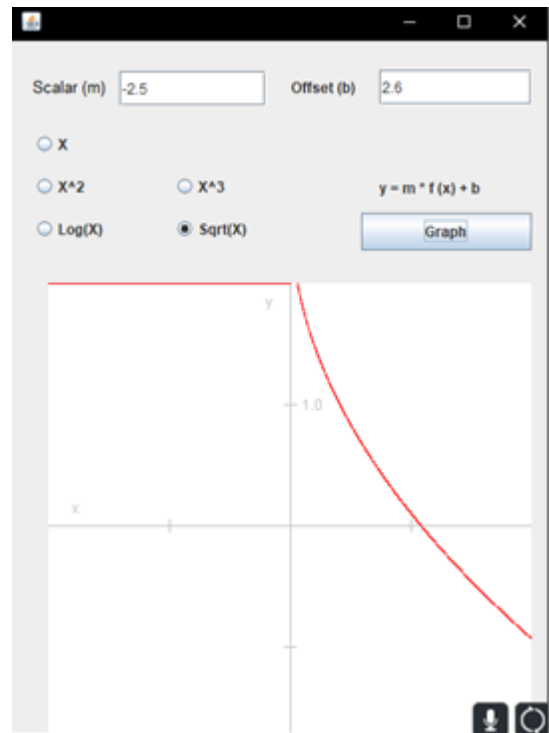 Scalar (m) -2.5 Offset (b) 2.6
X
X^2 X^3 y = m * f (x) + b
Log(X) Sqrt(X) Graph
Y
1.0
x